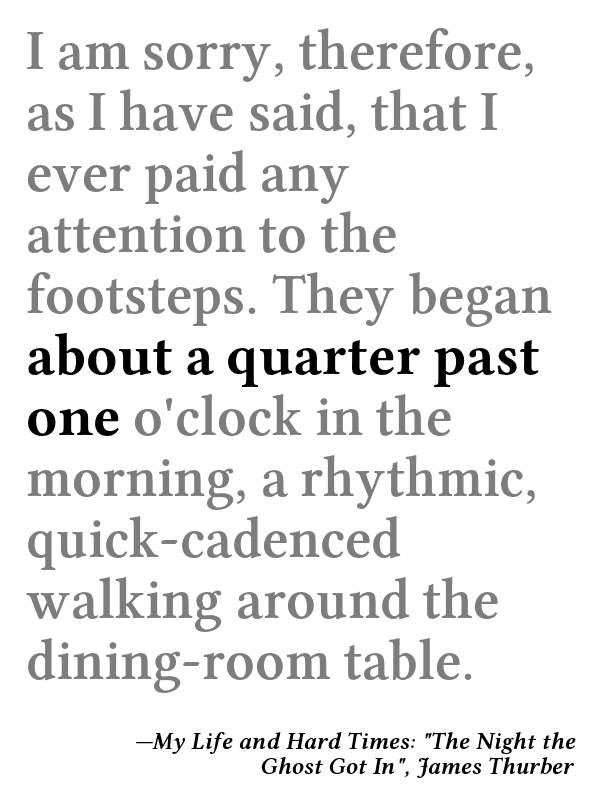 I am sorry, therefore,
as I have said, that I
ever paid any
attention to the
footsteps. They began
about a quarter past
one o'clock in the
morning, a rhythmic,
quick-cadenced
walking around the
dining-room table.
—My Life and Hard Times: "The Night the
Ghost Got In", James Thurber